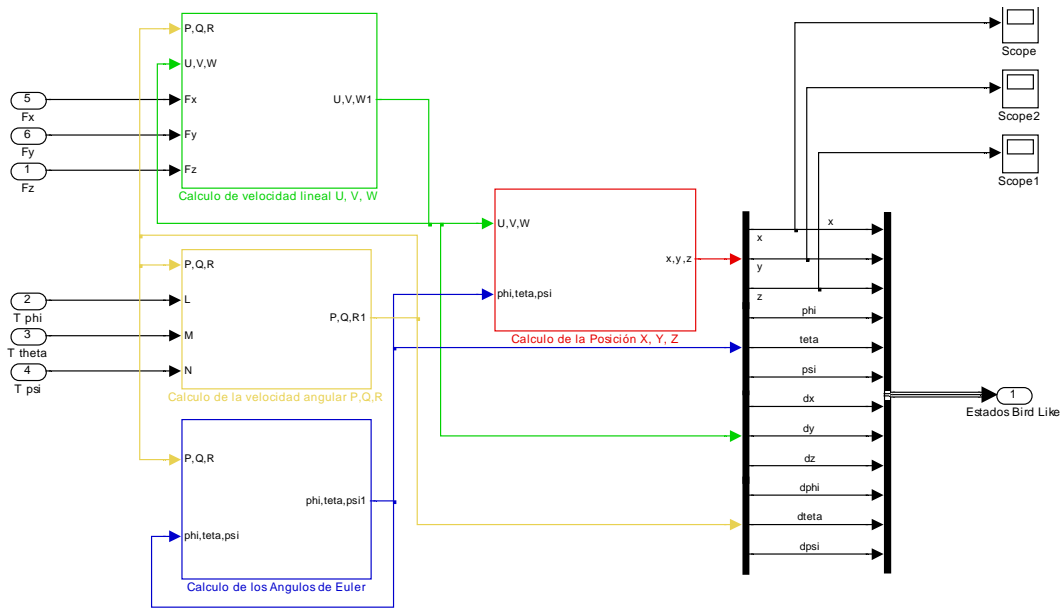 5
Fx
6
Fy
1
Fz
P,Q,R
U,V,W
Fx
Fy
Fz
U,V,W1
Calculo de velocidad lineal U, V, W
2
T phi
3
T theta
4
T psi
P,Q,R
L
M
N
P,Q,R1
Calculo de la velocidad angular P,Q,R
P,Q,R
phi,teta,psi
phi,teta,psi1
Calculo de los Angulos de Euler
U,V,W
phi,teta,psi
x,y,z
Calculo de la Posición X, Y, Z
Scope
Scope2
Scope1
x
x
y
z
phi
teta
psi
dx
dy
dz
dphi
dteta
dpsi
1
Estados Bird Like